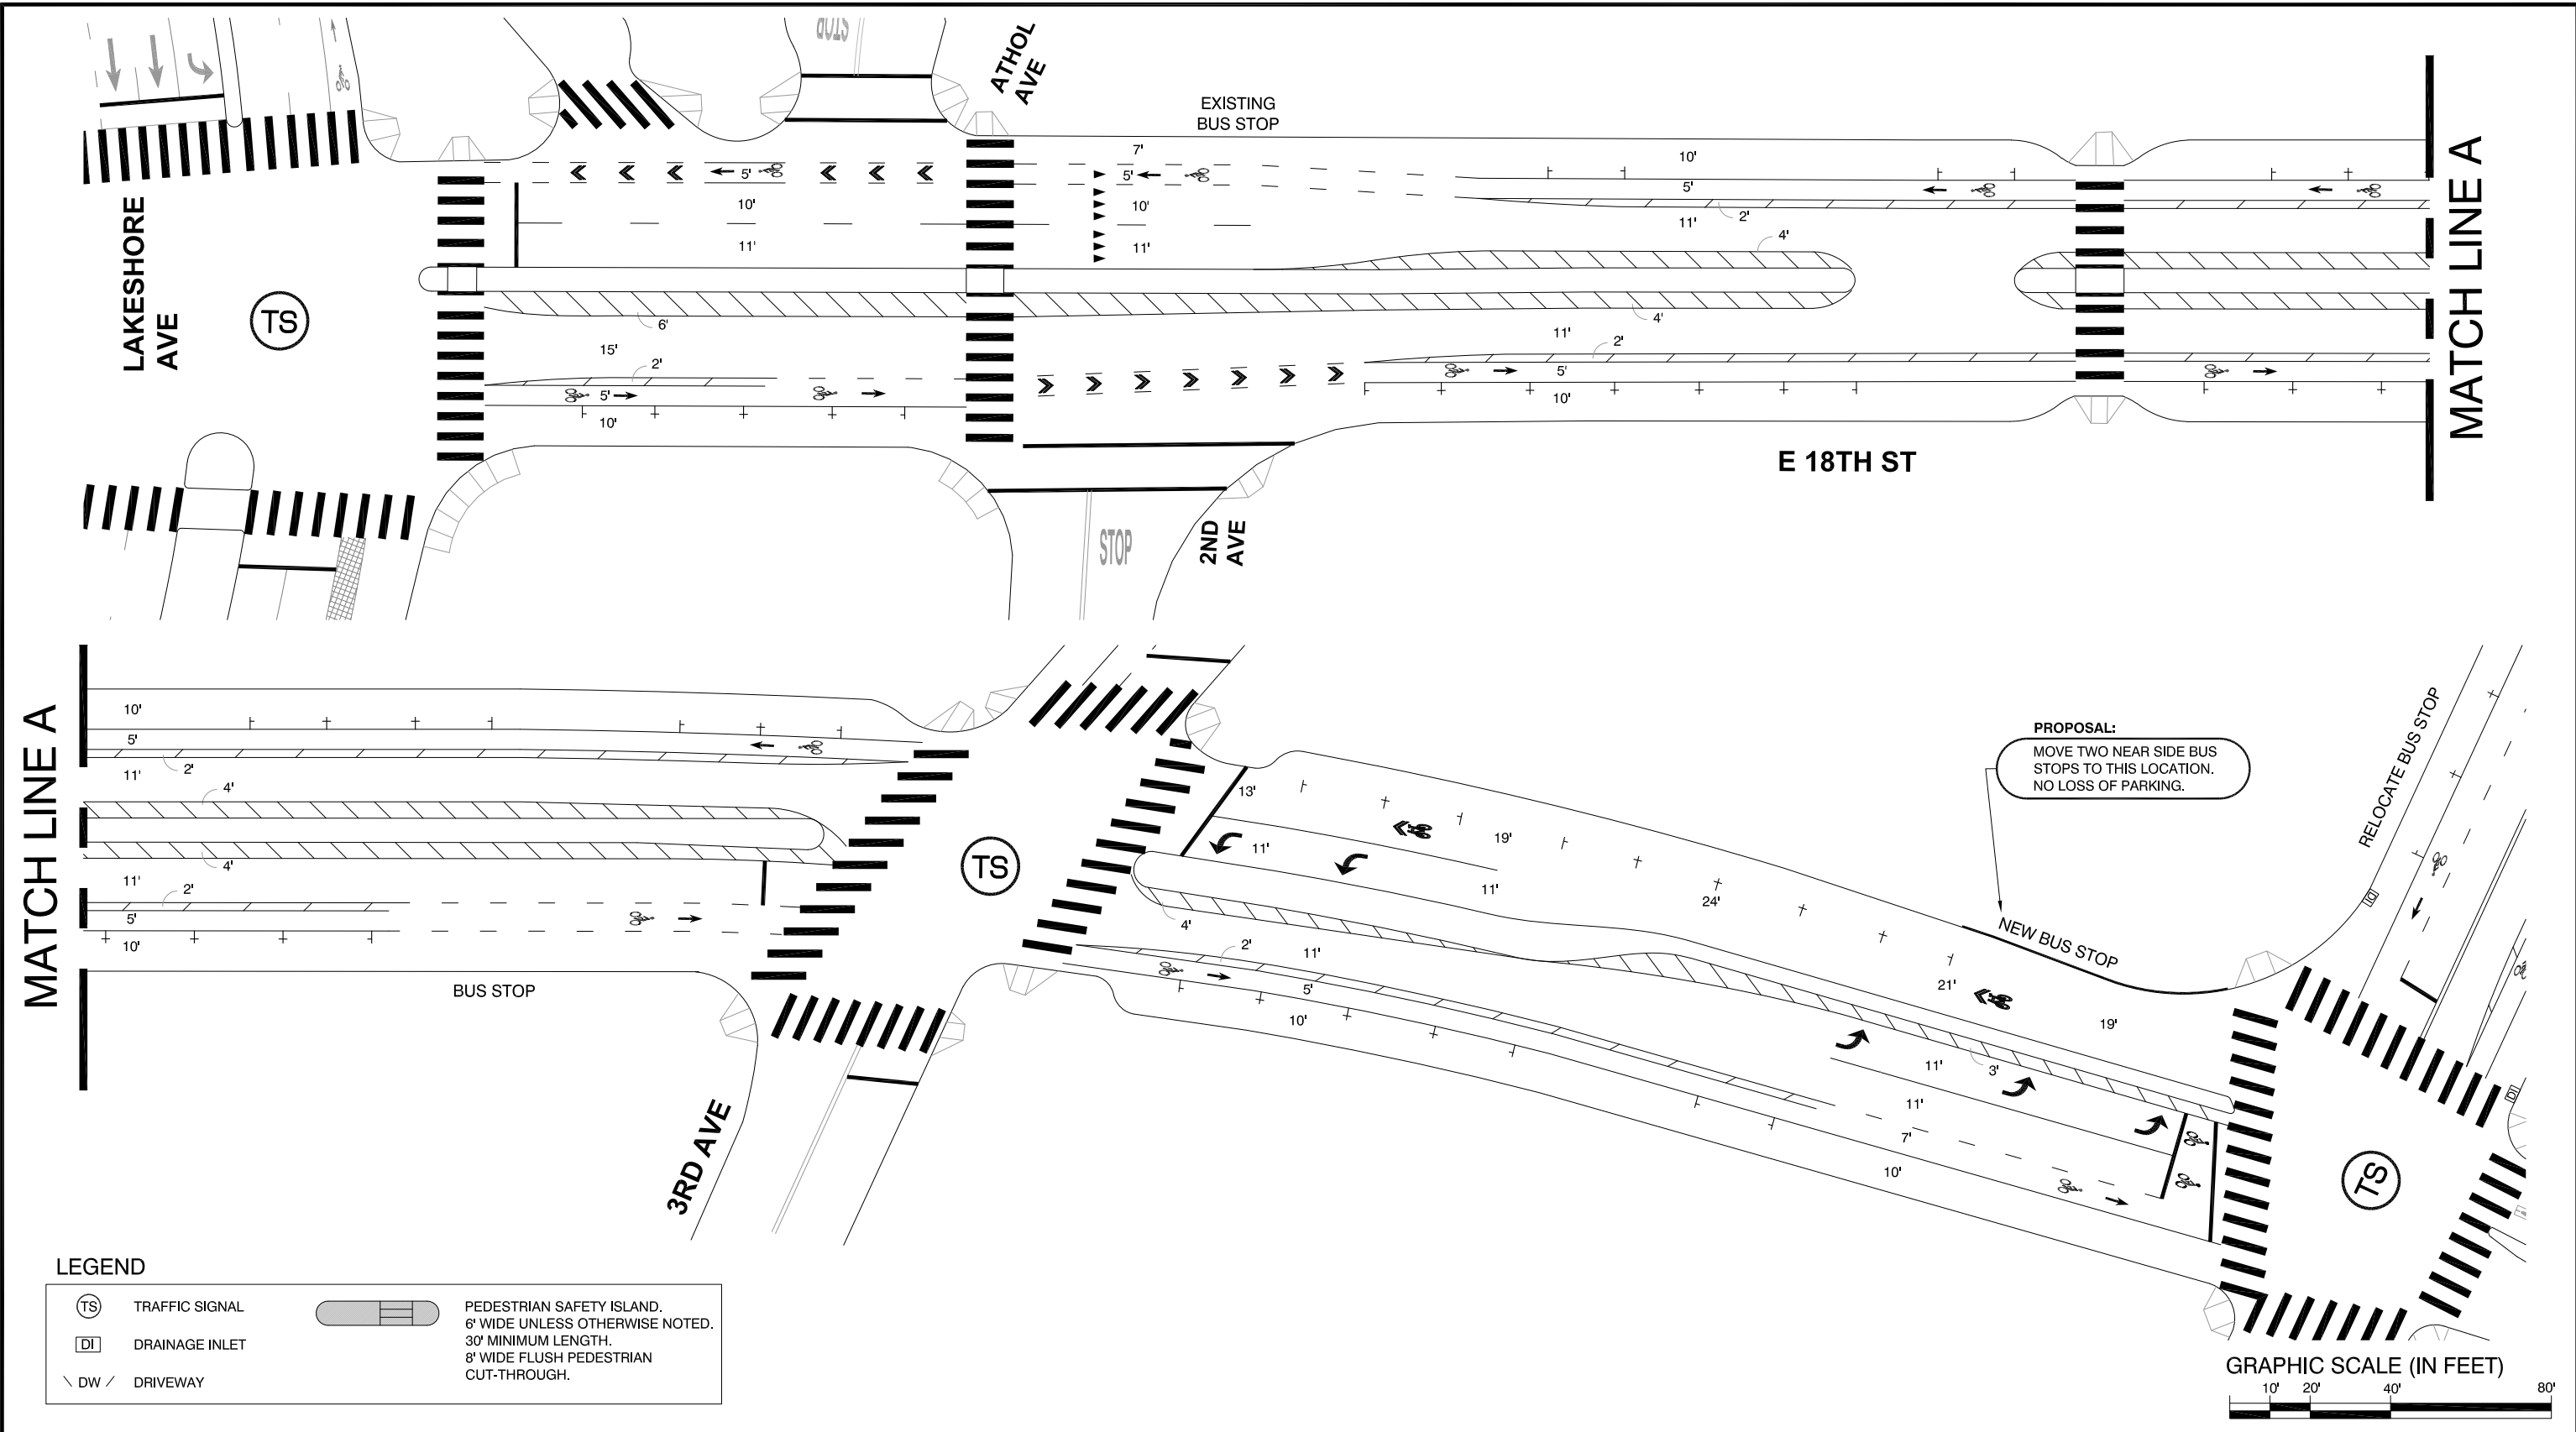 STOP
ATHOL
AVE
EXISTING
BUS STOP
7'
5'
5'
10'
10'
11'
11'
10'
5'
2'
11'
4'
LAKESHORE
AVE
TS
6'
15'
2'
5'
10'
4'
11'
2'
5'
10'
MATCH LINE A
E 18TH ST
STOP
2ND
AVE
MATCH LINE A
10'
5'
2'
11'
4'
4'
11'
2'
5'
10'
BUS STOP
TS
3RD AVE
13'
11'
19'
11'
24'
4'
2'
11'
5'
10'
PROPOSAL:
MOVE TWO NEAR SIDE BUS
STOPS TO THIS LOCATION.
NO LOSS OF PARKING.
NEW BUS STOP
RELOCATE BUS STOP
DI
21'
19'
11'
3'
11'
7'
10'
DI
TS
LEGEND
TS TRAFFIC SIGNAL
DI DRAINAGE INLET
\ DW / DRIVEWAY
PEDESTRIAN SAFETY ISLAND.
6' WIDE UNLESS OTHERWISE NOTED.
30' MINIMUM LENGTH.
8' WIDE FLUSH PEDESTRIAN
CUT-THROUGH.
GRAPHIC SCALE (IN FEET)
10' 20' 40' 80'